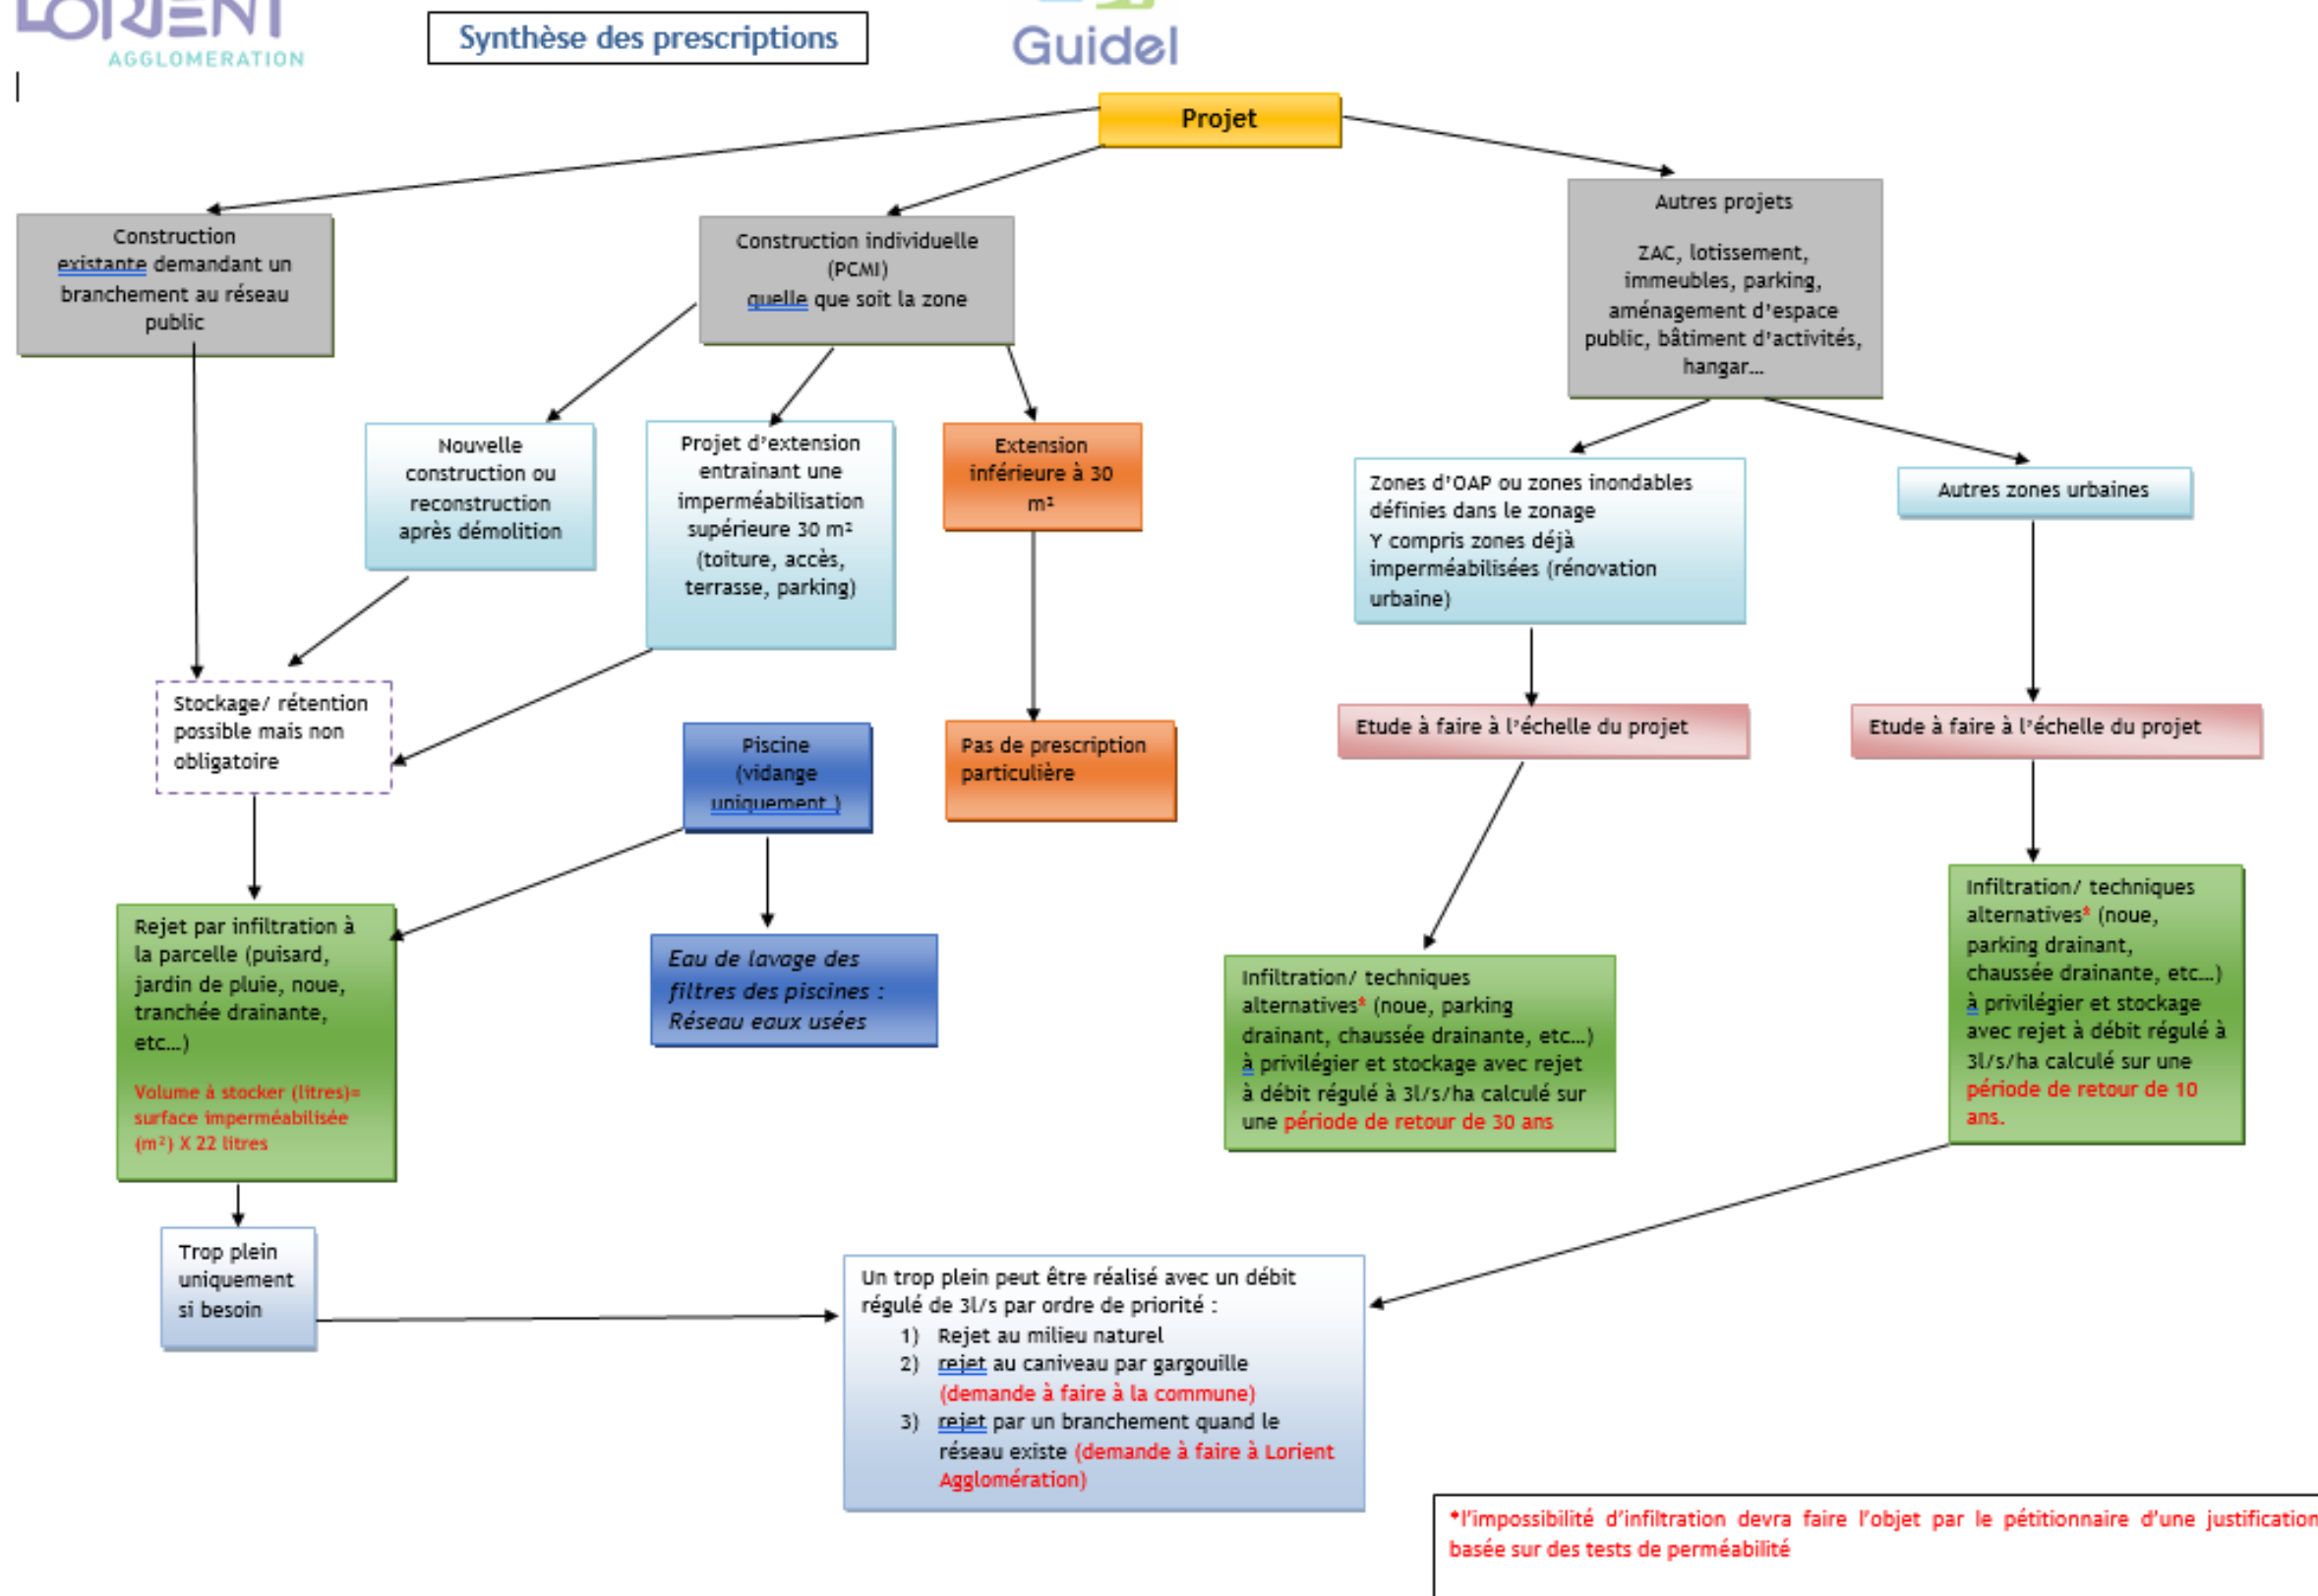 LORIENT
AGGLOMERATION
Synthèse des prescriptions
Guidel
Projet
Construction
existante demandant un
branchement au réseau
public
Construction individuelle
(PCMI)
quelle que soit la zone
Autres projets
ZAC, lotissement,
immeubles, parking,
aménagement d'espace
public, bâtiment d'activités,
hangar…
Nouvelle
construction ou
reconstruction
après démolition
Projet d'extension
entrainant une
imperméabilisation
supérieure 30 m²
(toiture, accès,
terrasse, parking)
Extension
inférieure à 30
m²
Zones d'OAP ou zones inondables
définies dans le zonage
Y compris zones déjà
imperméabilisées (rénovation
urbaine)
Autres zones urbaines
Stockage/ rétention
possible mais non
obligatoire
Piscine
(vidange
uniquement )
Pas de prescription
particulière
Etude à faire à l'échelle du projet
Etude à faire à l'échelle du projet
Rejet par infiltration à
la parcelle (puisard,
jardin de pluie, noue,
tranchée drainante,
etc…)
Volume à stocker (litres)=
surface imperméabilisée
(m²) X 22 litres
Eau de lavage des
filtres des piscines :
Réseau eaux usées
Infiltration/ techniques
alternatives* (noue, parking
drainant, chaussée drainante, etc…)
à privilégier et stockage avec rejet
à débit régulé à 3l/s/ha calculé sur
une période de retour de 30 ans
Infiltration/ techniques
alternatives* (noue,
parking drainant,
chaussée drainante, etc…)
à privilégier et stockage
avec rejet à débit régulé à
3l/s/ha calculé sur une
période de retour de 10
ans.
Trop plein
uniquement
si besoin
Un trop plein peut être réalisé avec un débit
régulé de 3l/s par ordre de priorité :
1) Rejet au milieu naturel
2) rejet au caniveau par gargouille
(demande à faire à la commune)
3) rejet par un branchement quand le
réseau existe (demande à faire à Lorient
Agglomération)
*l'impossibilité d'infiltration devra faire l'objet par le pétitionnaire d'une justification
basée sur des tests de perméabilité